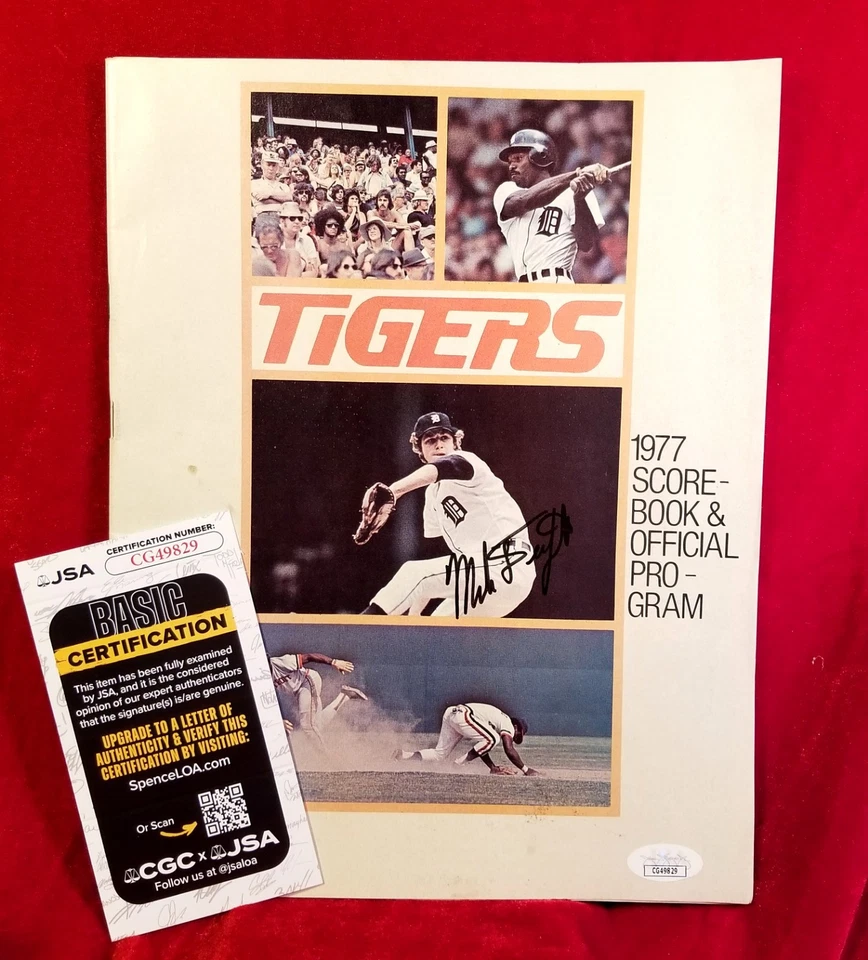 TiGERS
1977
SCORE-
BOOK &
OFFICIAL
PRO-
GRAM
JSA
CERTIFICATION NUMBER:
CG49829
BASIC
CERTIFICATION
This item has been fully examined
by JSA, and it is the considered
opinion of our expert authenticators
that the signature(s) is/are genuine.
UPGRADE TO A LETTER OF
AUTHENTICITY & VERIFY THIS
CERTIFICATION BY VISITING:
SpenceLOA.com
Or Scan
CGC x JSA
Follow us at @jsaloa
CG49829